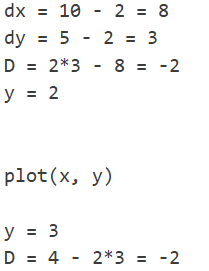 dx = 10 - 2 = 8
dy = 5 - 2 = 3
D = 2*3 - 8 = -2
y = 2
plot(x, y)
y = 3
D = 4 - 2*3 = -2